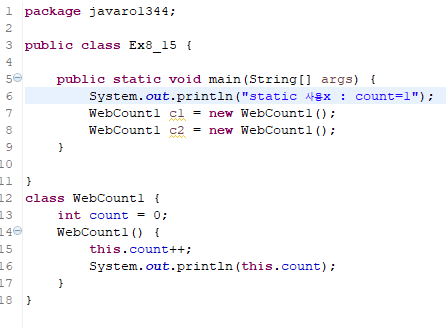 1 package javarol344;
2
3 public class Ex8_15 {
4
5 public static void main(String[] args) {
6 System.out.println("static 사용x : count=1");
7 WebCount1 c1 = new WebCount1();
8 WebCount1 c2 = new WebCount1();
9 }
10
11 }
12 class WebCount1 {
13 int count = 0;
14 WebCount1() {
15 this.count++;
16 System.out.println(this.count);
17 }
18 }